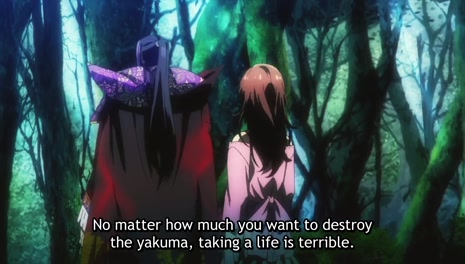 No matter how much you want to destroy
the yakuma, taking a life is terrible.